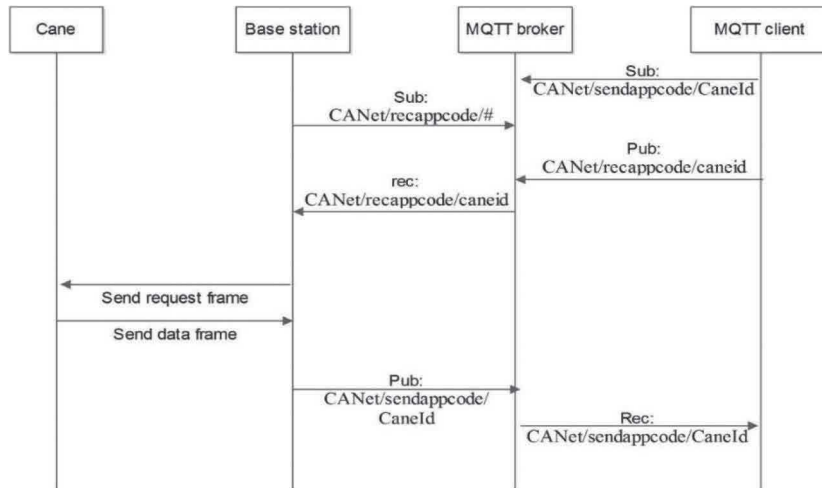 Cane
Base station
MQTT broker
MQTT client
Sub:
CANet/sendappcode/CaneId
Sub:
CANet/recappcode/#
Pub:
CANet/recappcode/caneid
rec:
CANet/recappcode/caneid
Send request frame
Send data frame
Pub:
CANet/sendappcode/
CaneId
Rec:
CANet/sendappcode/CaneId